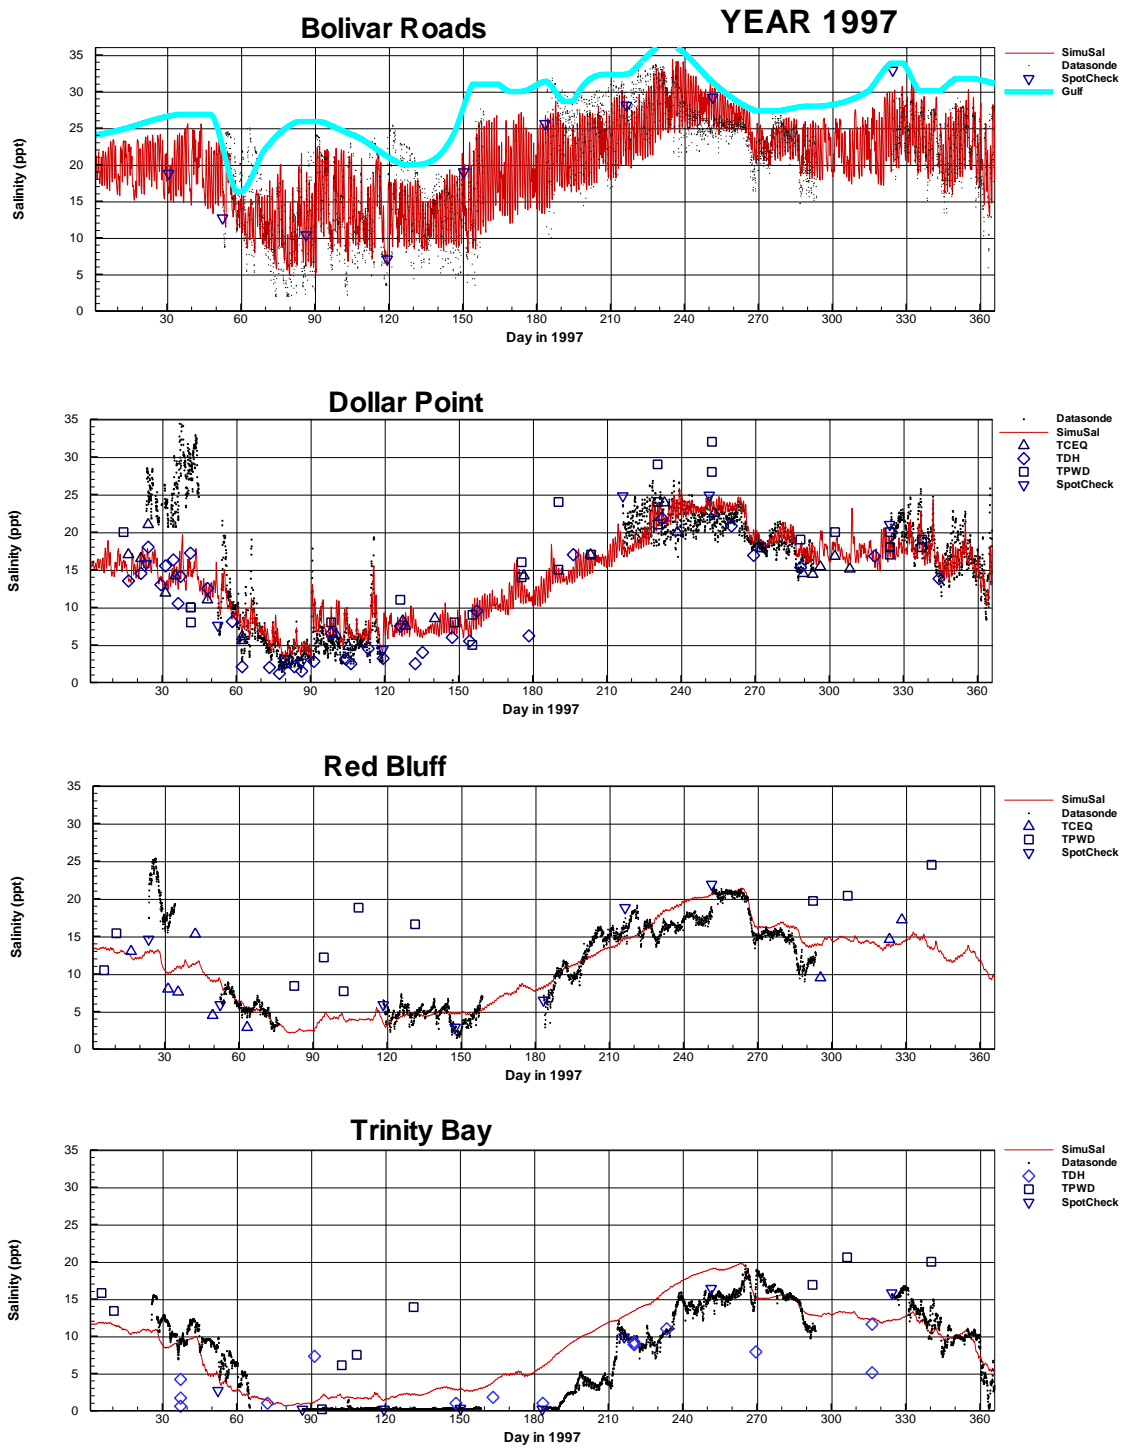 Bolivar Roads
YEAR 1997
35
30
25
20
15
10
5
0
Salinity (ppt)
30 60 90 120 150 180 210 240 270 300 330 360
Day in 1997
SimuSal
Datasonde
SpotCheck
Gulf
Dollar Point
35
30
25
20
15
10
5
0
Salinity (ppt)
30 60 90 120 150 180 210 240 270 300 330 360
Day in 1997
Datasonde
SimuSal
TCEQ
TDH
TPWD
SpotCheck
Red Bluff
35
30
25
20
15
10
5
0
Salinity (ppt)
30 60 90 120 150 180 210 240 270 300 330 360
Day in 1997
SimuSal
Datasonde
TCEQ
TPWD
SpotCheck
Trinity Bay
35
30
25
20
15
10
5
0
Salinity (ppt)
30 60 90 120 150 180 210 240 270 300 330 360
Day in 1997
SimuSal
Datasonde
TDH
TPWD
SpotCheck